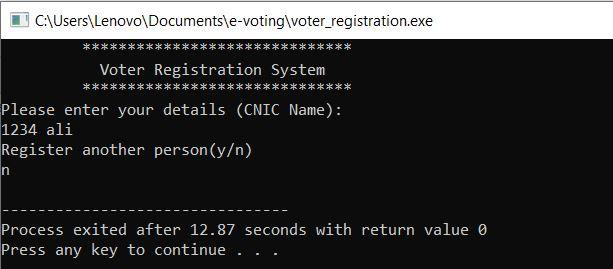 C:\Users\Lenovo\Documents\e-voting\voter_registration.exe
*****************************
Voter Registration System
*****************************
Please enter your details (CNIC Name):
1234 ali
Register another person(y/n)
n
-------------------------------
Process exited after 12.87 seconds with return value 0
Press any key to continue . . .